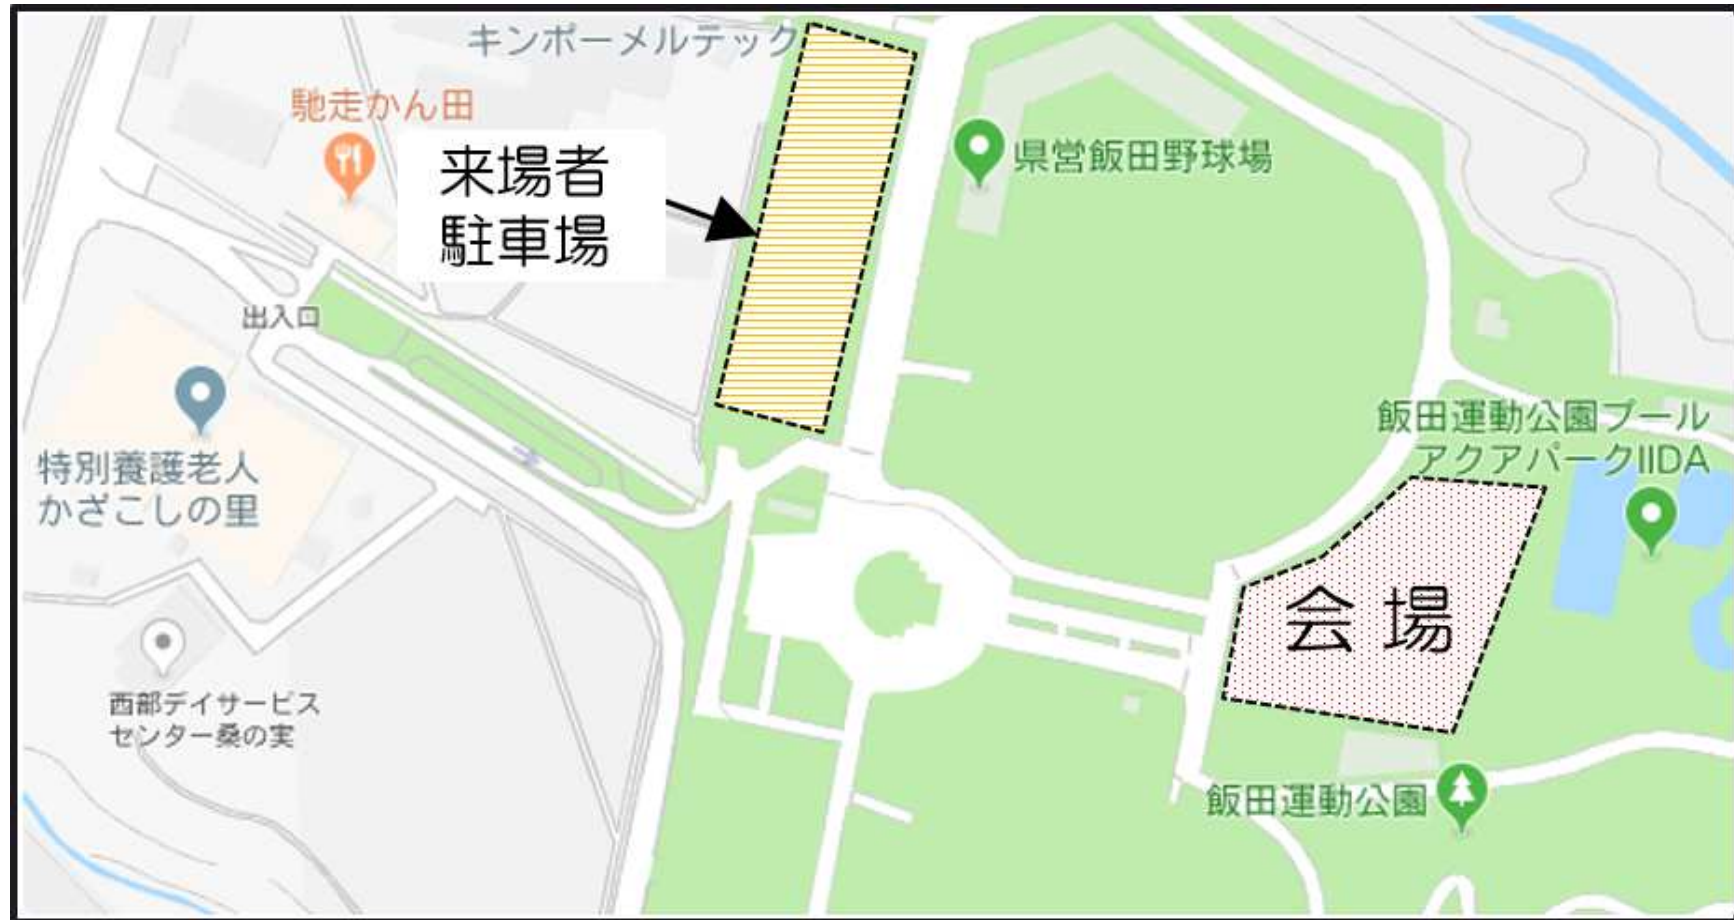 キンポーメルテック
馳走かん田
来場者
駐車場
県営飯田野球場
出入口
特別養護老人
かざこしの里
飯田運動公園プール
アクアパークIIDA
会場
西部デイサービス
センター桑の実
飯田運動公園